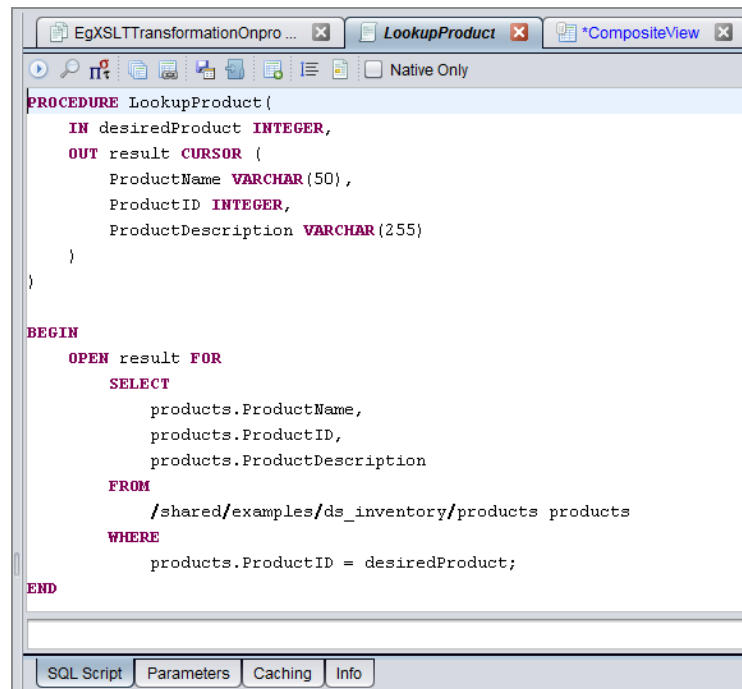 EgXSLTTransformationOnpro ... LookupProduct *CompositeView
Native Only
PROCEDURE LookupProduct(
    IN desiredProduct INTEGER,
    OUT result CURSOR (
        ProductName VARCHAR(50),
        ProductID INTEGER,
        ProductDescription VARCHAR(255)
    )
)
BEGIN
    OPEN result FOR
        SELECT
            products.ProductName,
            products.ProductID,
            products.ProductDescription
        FROM
            /shared/examples/ds_inventory/products products
        WHERE
            products.ProductID = desiredProduct;
END
SQL Script Parameters Caching Info